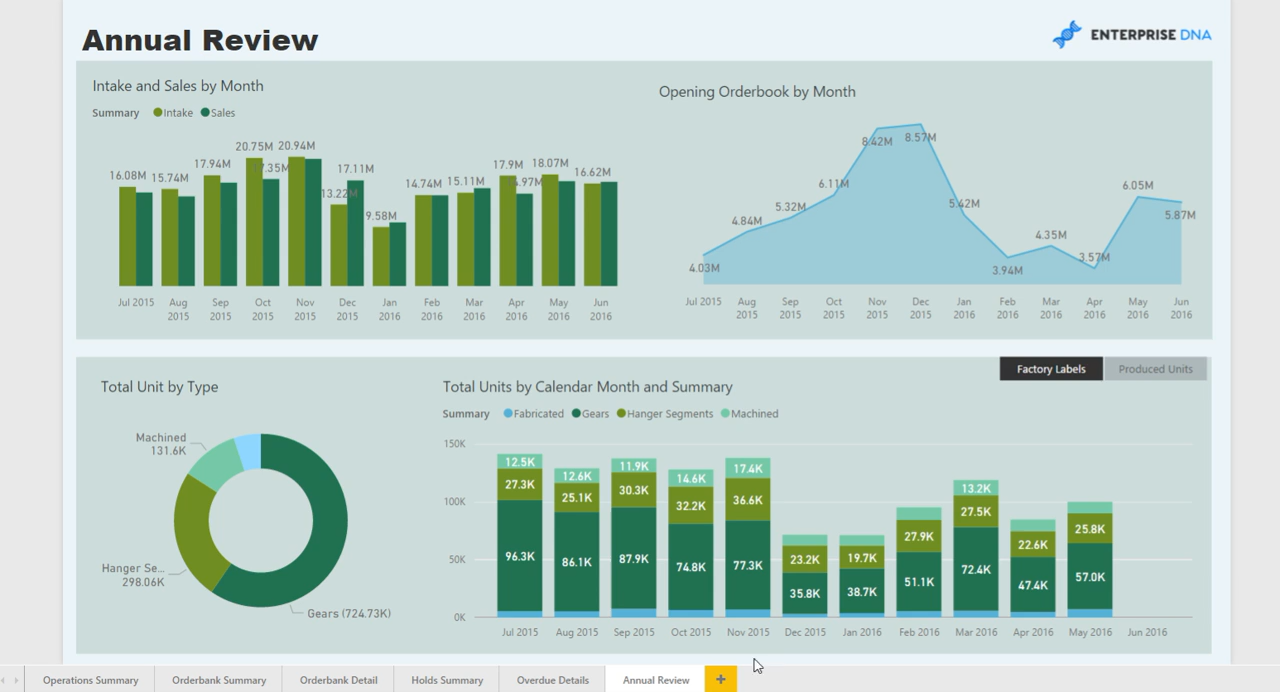 Annual Review
ENTERPRISE DNA
Intake and Sales by Month
Summary Intake Sales
20.75M 20.94M
17.94M 17.11M 17.9M 18.07M
16.08M 15.74M 7.35M 13.22M 14.74M 15.11M 4.97M 16.62M
9.58M
Jul 2015 Aug Sep Oct Nov Dec Jan Feb Mar Apr May Jun
2015 2015 2015 2015 2015 2016 2016 2016 2016 2016 2016
Opening Orderbook by Month
8.42M 8.57M
6.11M 6.05M
4.84M 5.32M 5.42M 5.87M
4.35M
4.03M 3.94M 3.57M
Jul 2015 Aug Sep Oct Nov Dec Jan Feb Mar Apr May Jun
2015 2015 2015 2015 2015 2016 2016 2016 2016 2016 2016
Factory Labels Produced Units
Total Unit by Type
Machined
131.6K
Hanger Se...
298.06K
Gears (724.73K)
Total Units by Calendar Month and Summary
Summary Fabricated Gears Hanger Segments Machined
150K
12.5K 12.6K 11.9K 14.6K 17.4K 13.2K
100K
27.3K 25.1K 30.3K 32.2K 36.6K 23.2K 19.7K 27.9K 27.5K 22.6K 25.8K
50K
96.3K 86.1K 87.9K 74.8K 77.3K 35.8K 38.7K 51.1K 72.4K 47.4K 57.0K
0K
Jul 2015 Aug 2015 Sep 2015 Oct 2015 Nov 2015 Dec 2015 Jan 2016 Feb 2016 Mar 2016 Apr 2016 May 2016 Jun 2016
Operations Summary Orderbank Summary Orderbank Detail Holds Summary Overdue Details Annual Review +